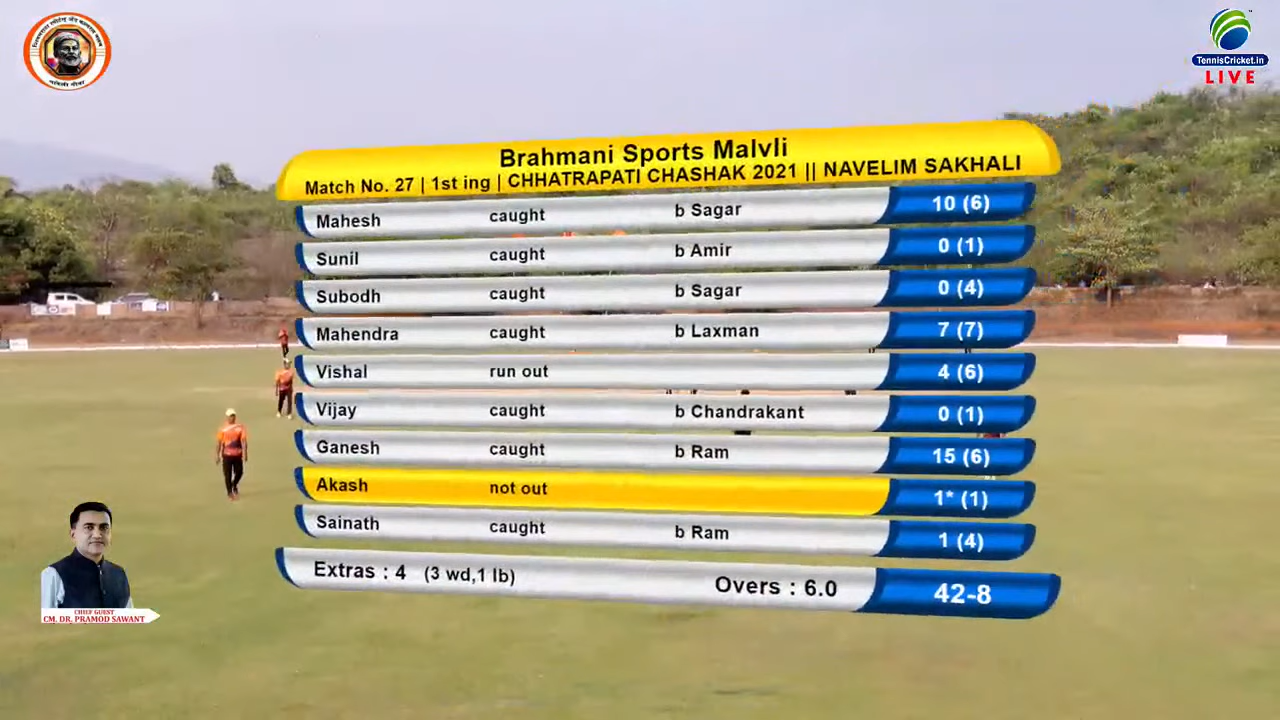 TennisCricket.in
LIVE
Brahmani Sports Malvli
Match No. 27 | 1st ing | CHHATRAPATI CHASHAK 2021 || NAVELIM SAKHALI
Mahesh caught b Sagar 10 (6)
Sunil caught b Amir 0 (1)
Subodh caught b Sagar 0 (4)
Mahendra caught b Laxman 7 (7)
Vishal run out 4 (6)
Vijay caught b Chandrakant 0 (1)
Ganesh caught b Ram 15 (6)
Akash not out 1* (1)
Sainath caught b Ram 1 (4)
Extras : 4 (3 wd,1 lb) Overs : 6.0 42-8
CHIEF GUEST
CM. DR. PRAMOD SAWANT